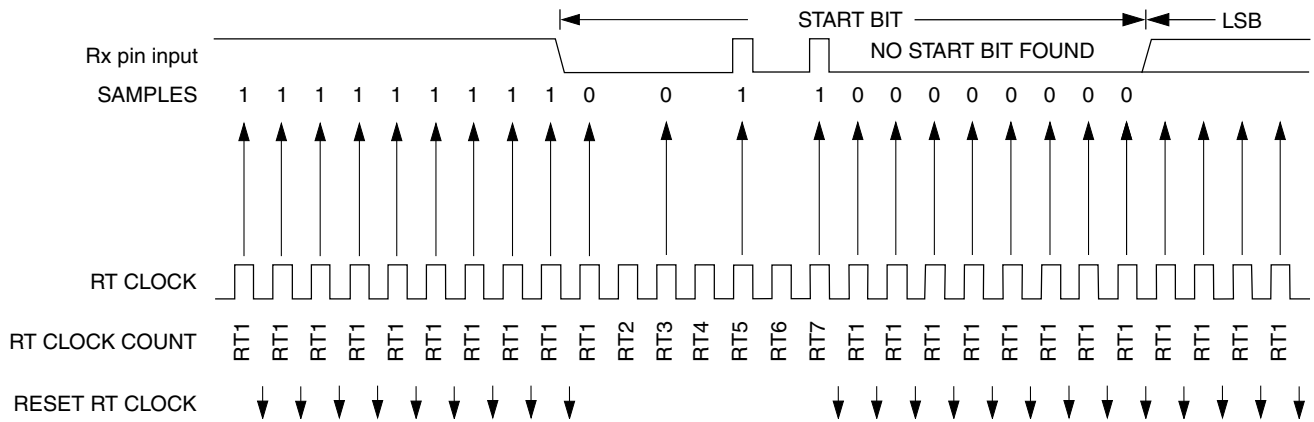 START BIT LSB
Rx pin input NO START BIT FOUND
SAMPLES 1 1 1 1 1 1 1 1 1 0 0 1 1 0 0 0 0 0 0 0 0
RT CLOCK
RT CLOCK COUNT RT1 RT1 RT1 RT1 RT1 RT1 RT1 RT1 RT1 RT1 RT2 RT3 RT4 RT5 RT6 RT7 RT1 RT1 RT1 RT1 RT1 RT1 RT1 RT1 RT1 RT1 RT1 RT1
RESET RT CLOCK